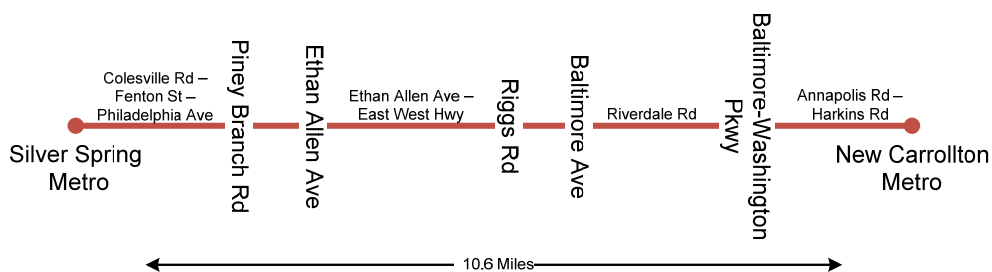 Silver Spring
Metro
Colesville Rd –
Fenton St –
Philadelphia Ave
Piney Branch Rd
Ethan Allen Ave
Ethan Allen Ave –
East West Hwy
Riggs Rd
Baltimore Ave
Riverdale Rd
Baltimore-Washington
Pkwy
Annapolis Rd –
Harkins Rd
New Carrollton
Metro
10.6 Miles